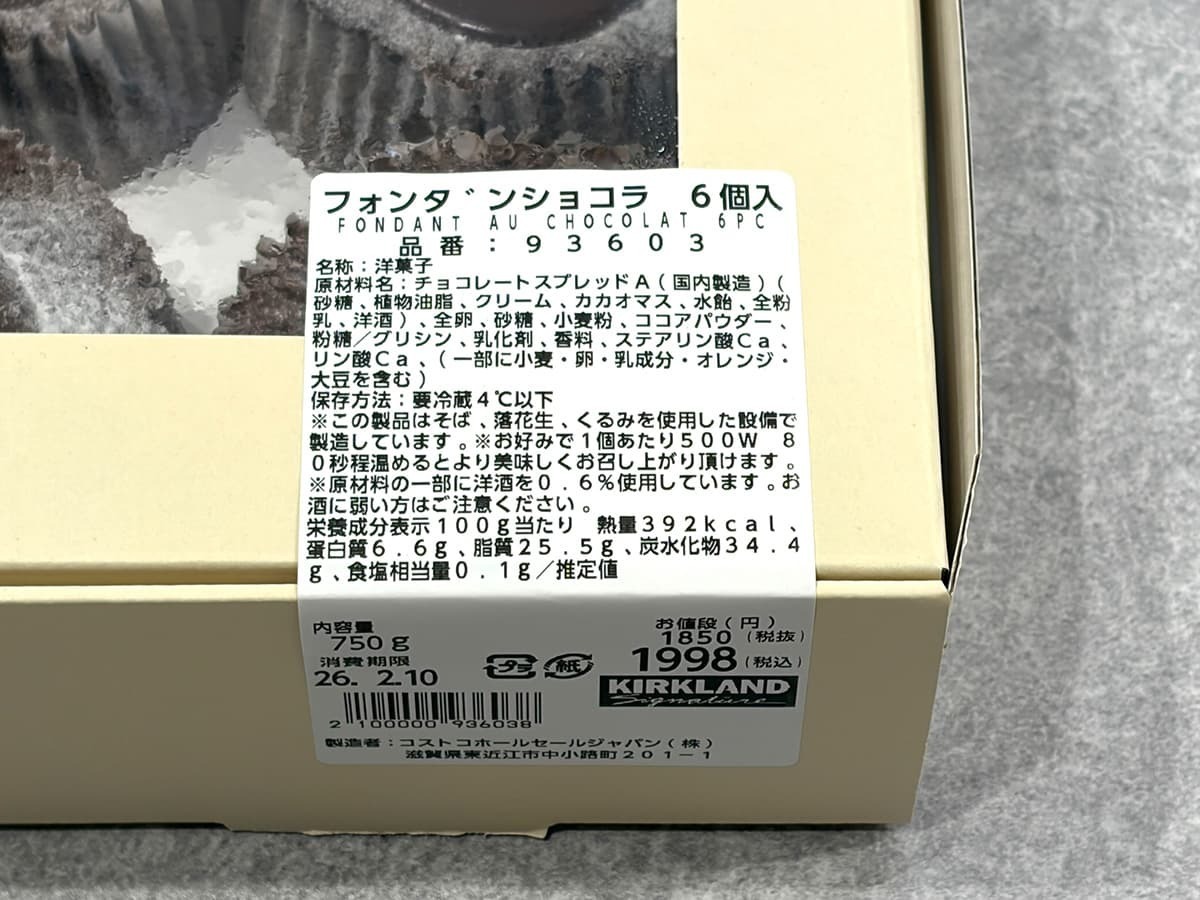 フォンダンショコラ　６個入
FONDANT AU CHOCOLAT 6PC
品番：９３６０３
名称：洋菓子
原材料名：チョコレートスプレッドＡ（国内製造）（
砂糖、植物油脂、クリーム、カカオマス、水飴、全粉
乳、洋酒）、全卵、砂糖、小麦粉、ココアパウダー、
粉糖／グリシン、乳化剤、香料、ステアリン酸Ｃａ、
リン酸Ｃａ、（一部に小麦・卵・乳成分・オレンジ・
大豆を含む）
保存方法：要冷蔵４℃以下
※この製品はそば、落花生、くるみを使用した設備で
製造しています。※お好みで１個あたり５００Ｗ　８
０秒程温めるとより美味しくお召し上がり頂けます。
※原材料の一部に洋酒を０．６％使用しています。お
酒に弱い方はご注意ください。
栄養成分表示１００ｇ当たり　熱量３９２ｋｃａｌ、
蛋白質６．６ｇ、脂質２５．５ｇ、炭水化物３４．４
ｇ、食塩相当量０．１ｇ／推定値
内容量
750ｇ
お値段（円）
1850（税抜）
1998（税込）
消費期限
26. 2.10
プラ 紙
KIRKLAND
Signature
2 100000 936038
製造者：コストコホールセールジャパン（株）
滋賀県東近江市中小路町２０１－１